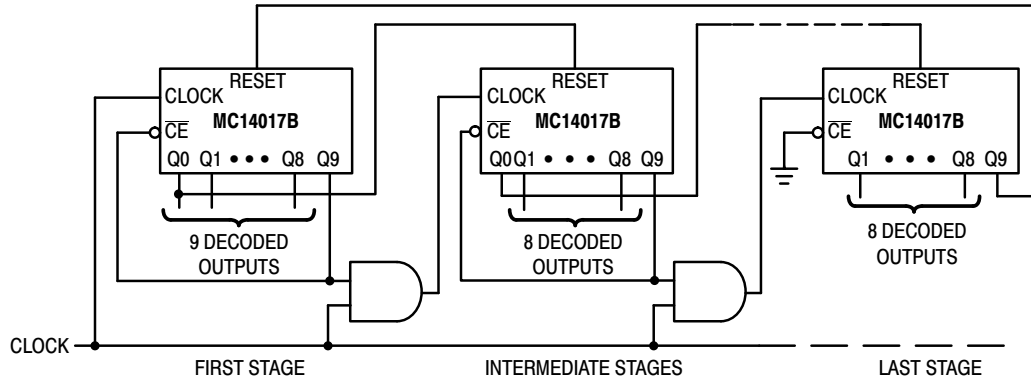 RESET
CLOCK
MC14017B
CE
Q0 Q1 • • • Q8 Q9
9 DECODED
OUTPUTS
RESET
CLOCK
MC14017B
CE
Q0 Q1 • • • Q8 Q9
8 DECODED
OUTPUTS
RESET
CLOCK
MC14017B
CE
Q1 • • • Q8 Q9
8 DECODED
OUTPUTS
CLOCK
FIRST STAGE
INTERMEDIATE STAGES
LAST STAGE